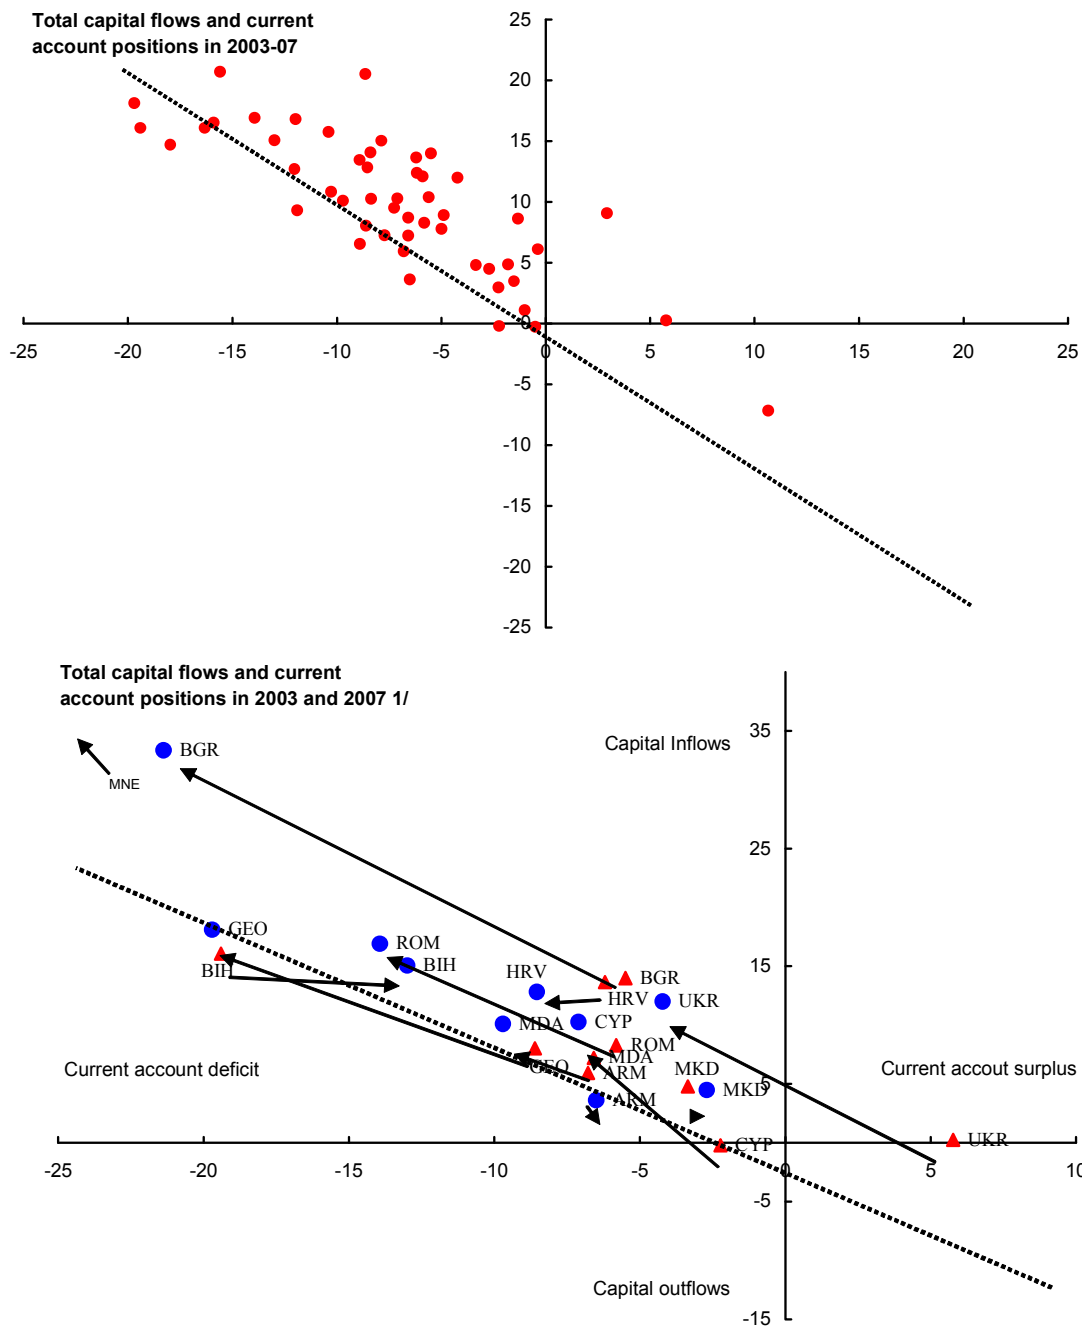 Total capital flows and current
account positions in 2003-07
25
20
15
10
5
0
-25 -20 -15 -10 -5 0 5 10 15 20 25
-5
-10
-15
-20
-25
Total capital flows and current
account positions in 2003 and 2007 1/
Capital Inflows
35
BGR
MNE
25
GEO
ROM
BIH
BIH
15
HRV
BGR
HRV
UKR
MDA
CYP
ROM
MDA
GEO
ARM
MKD
5
Current account deficit
Current accout surplus
MKD
ARM
CYP
UKR
-25 -20 -15 -10 -5 0 5 10
-5
Capital outflows
-15